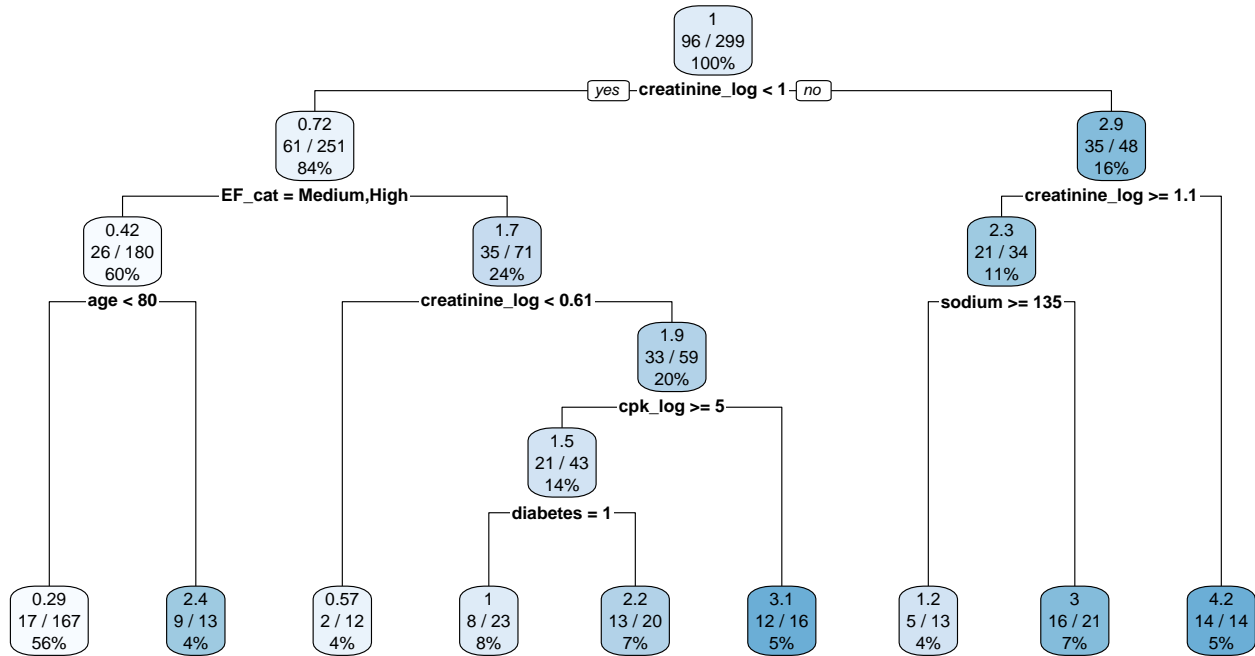 1
96 / 299
100%
yes creatinine_log < 1 no
0.72
61 / 251
84%
2.9
35 / 48
16%
EF_cat = Medium,High
creatinine_log >= 1.1
0.42
26 / 180
60%
1.7
35 / 71
24%
2.3
21 / 34
11%
age < 80
creatinine_log < 0.61
sodium >= 135
1.9
33 / 59
20%
cpk_log >= 5
1.5
21 / 43
14%
diabetes = 1
0.29
17 / 167
56%
2.4
9 / 13
4%
0.57
2 / 12
4%
1
8 / 23
8%
2.2
13 / 20
7%
3.1
12 / 16
5%
1.2
5 / 13
4%
3
16 / 21
7%
4.2
14 / 14
5%